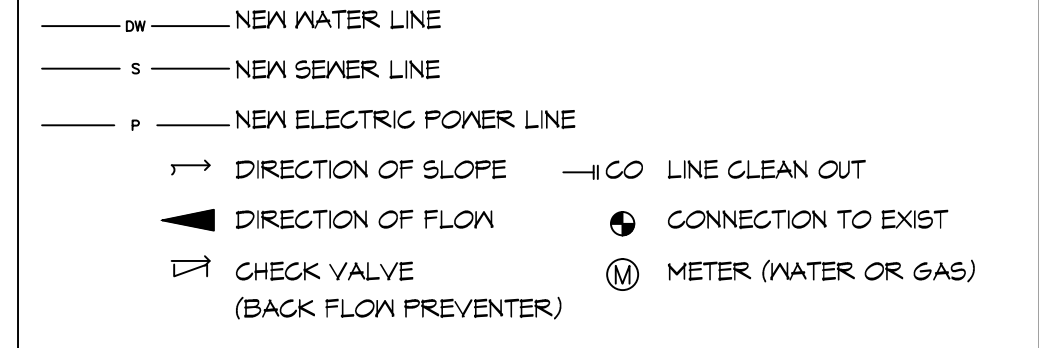 DW NEW WATER LINE
S NEW SEWER LINE
P NEW ELECTRIC POWER LINE
DIRECTION OF SLOPE CO LINE CLEAN OUT
DIRECTION OF FLOW CONNECTION TO EXIST
CHECK VALVE M METER (WATER OR GAS)
(BACK FLOW PREVENTER)